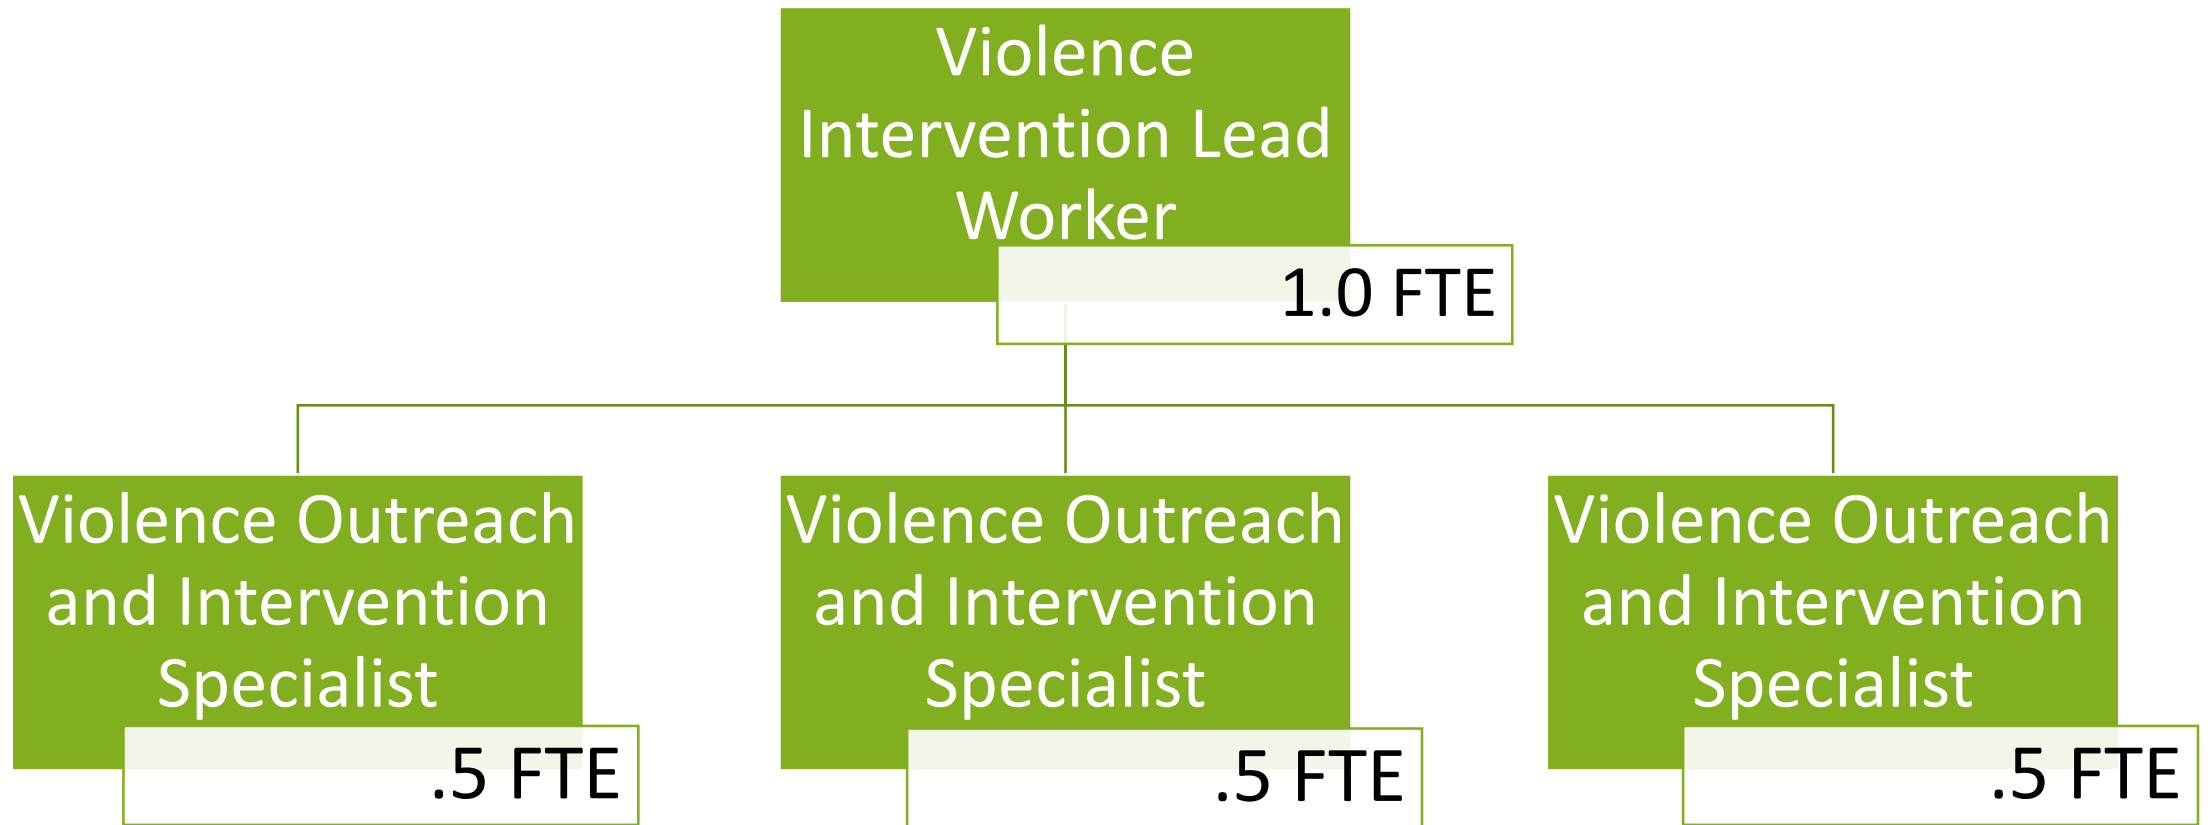 Violence
Intervention Lead
Worker
1.0 FTE
Violence Outreach
and Intervention
Specialist
.5 FTE
Violence Outreach
and Intervention
Specialist
.5 FTE
Violence Outreach
and Intervention
Specialist
.5 FTE